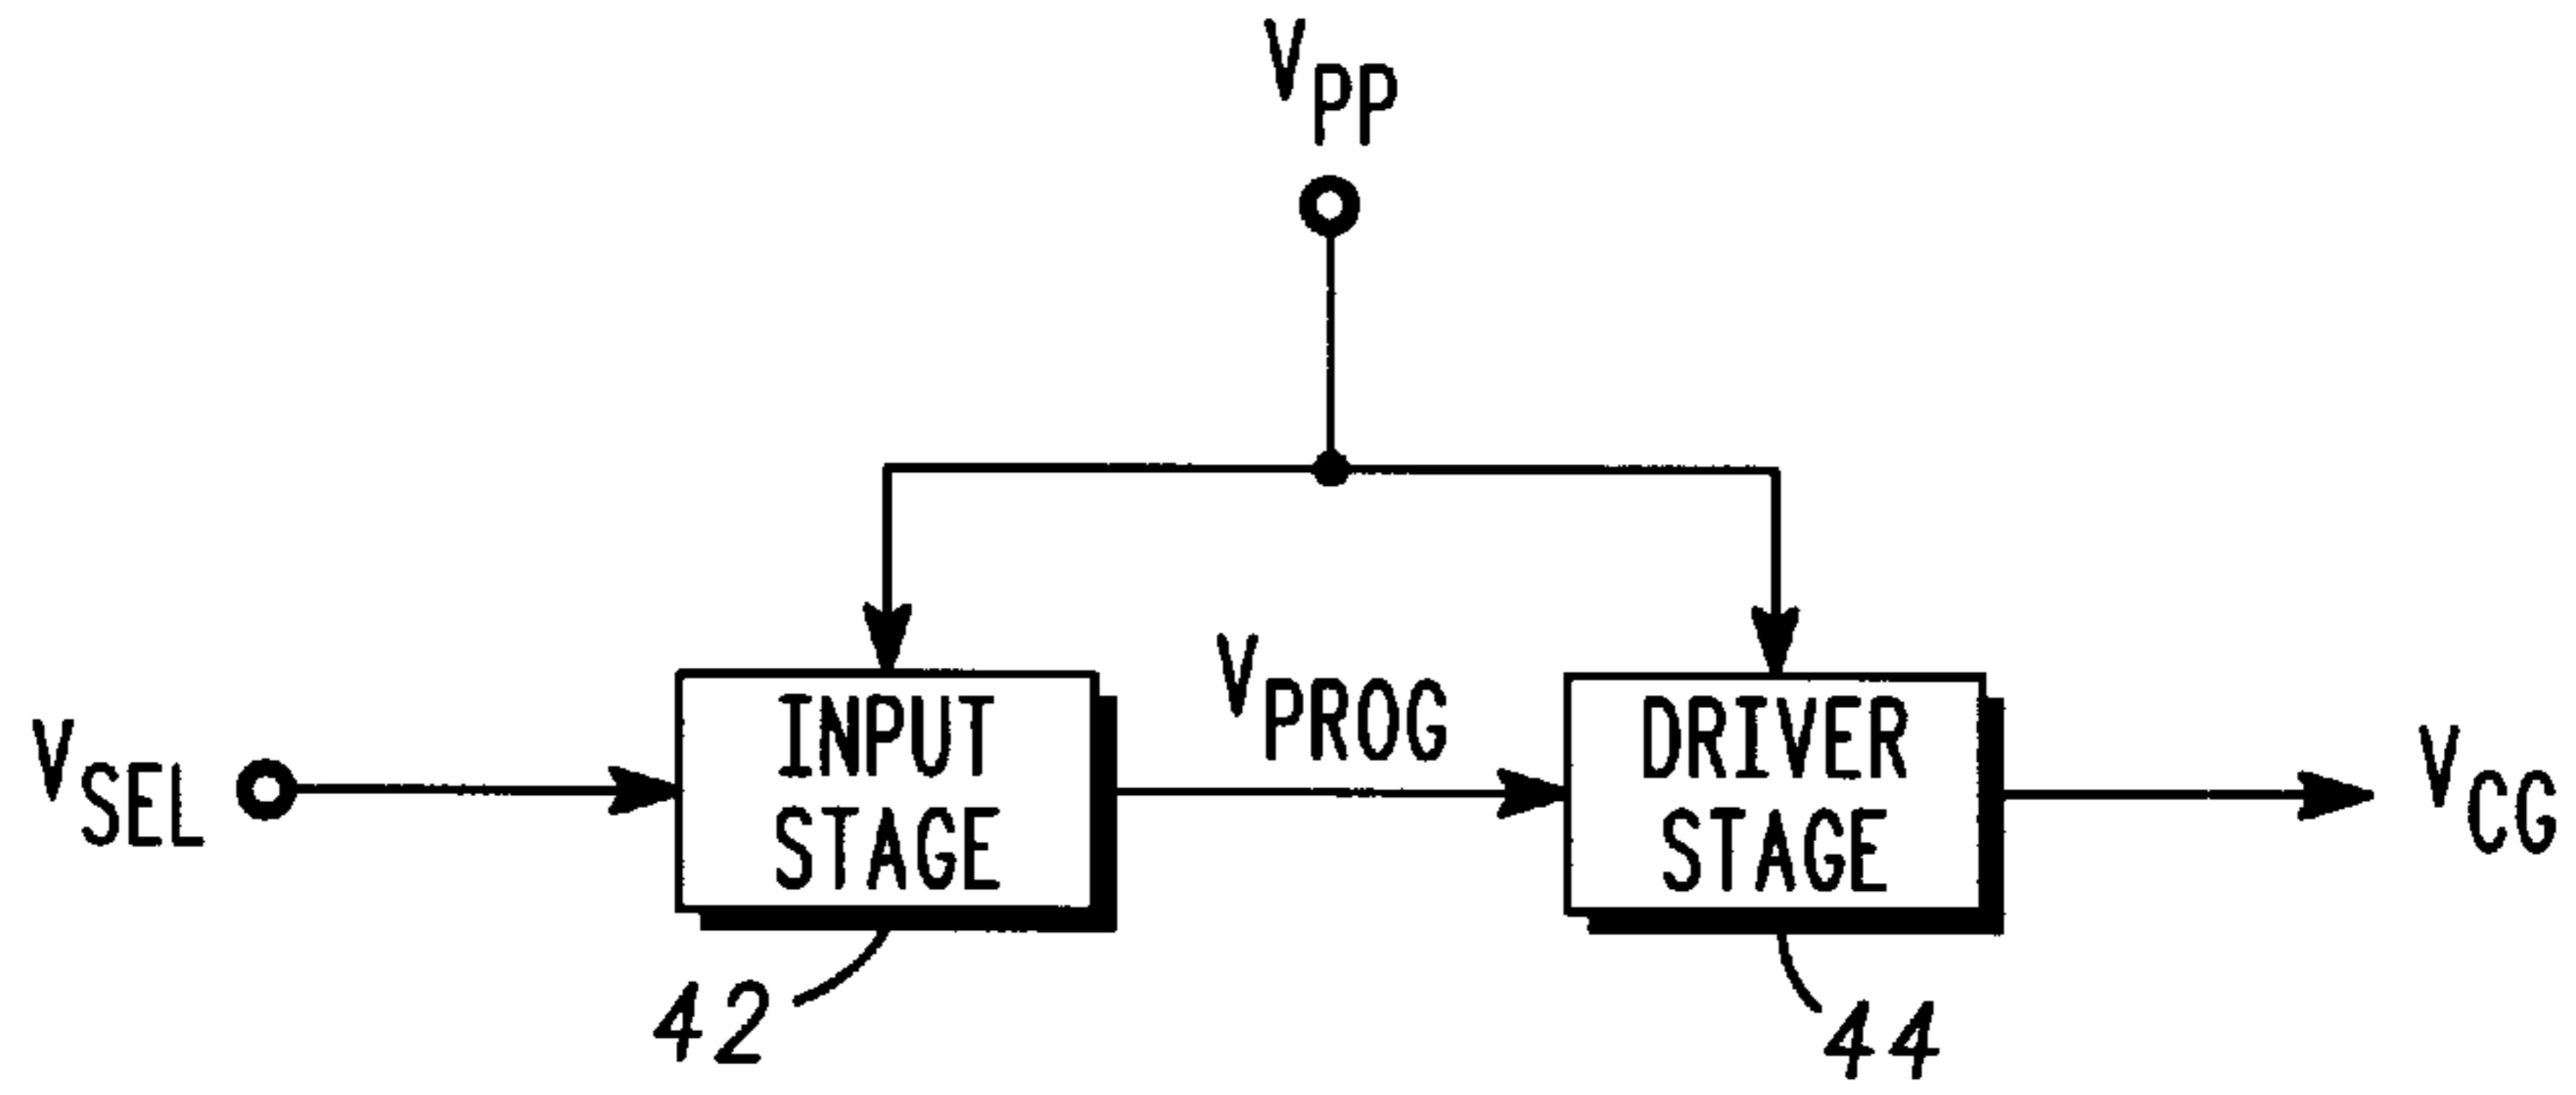 VPP
VSEL
INPUT
STAGE
VPROG
DRIVER
STAGE
VCG
42
44